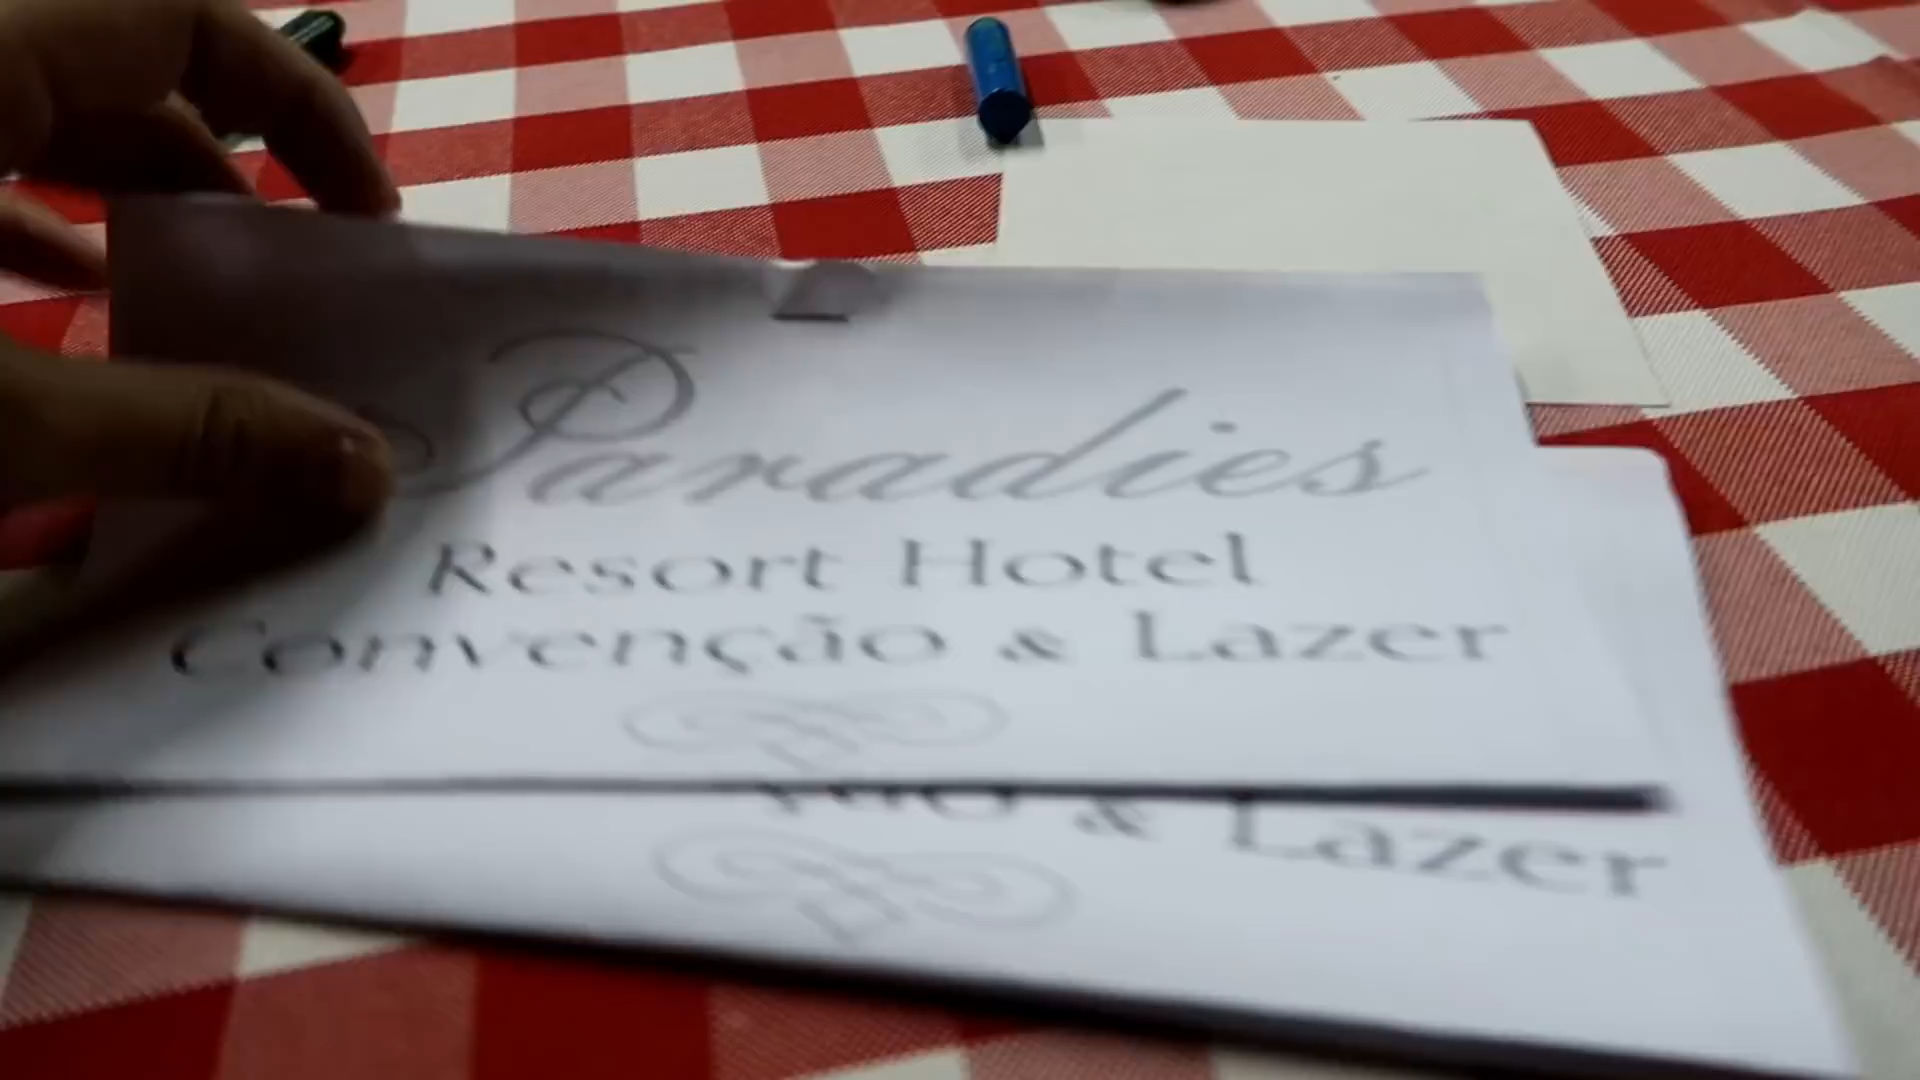 Paradies
Resort Hotel
Convenção & Lazer
& Lazer